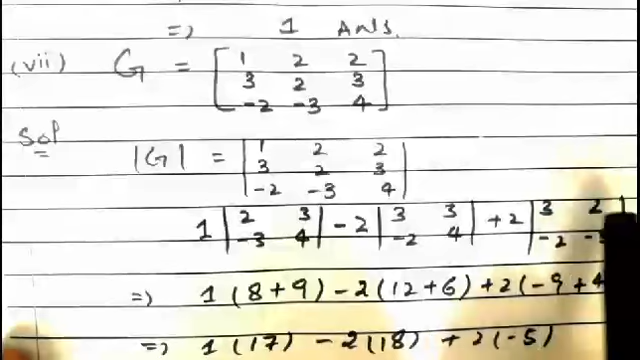 => 1 Ans.
(vii) G = [ 1 2 2
3 2 3
-2 -3 4 ]
Sol
|G| = | 1 2 2
3 2 3
-2 -3 4 |
1 | 2 3 | - 2 | 3 3 | + 2 | 3 2
-3 4 -2 4 -2
=> 1 (8 + 9) - 2 (12 + 6) + 2 (-9 + 4
=> 1 (17) - 2 (18) + 2 (-5)